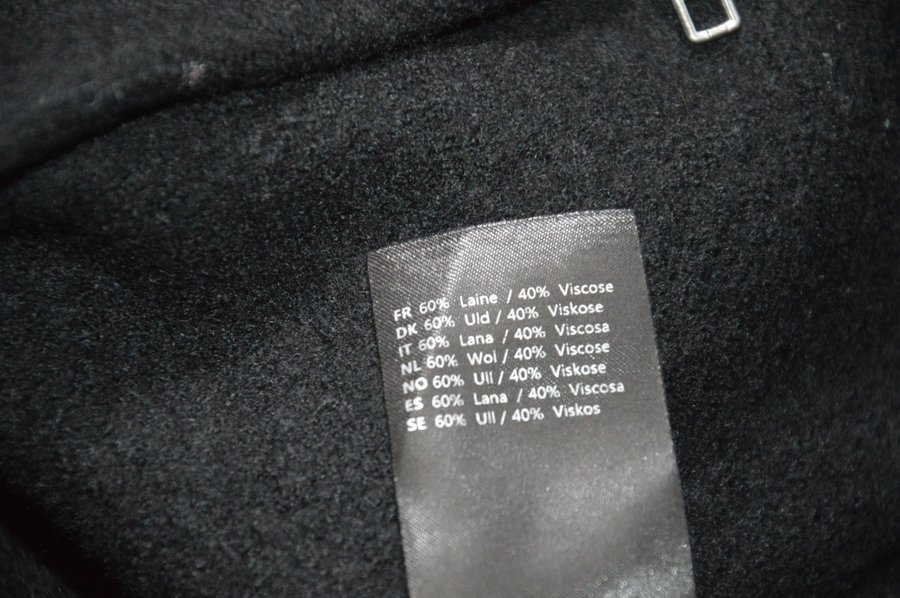 FR 60% Laine / 40% Viscose
DK 60% Uld / 40% Viskose
IT 60% Lana / 40% Viscosa
NL 60% Wol / 40% Viscose
NO 60% Ull / 40% Viskose
ES 60% Lana / 40% Viscosa
SE 60% Ull / 40% Viskos